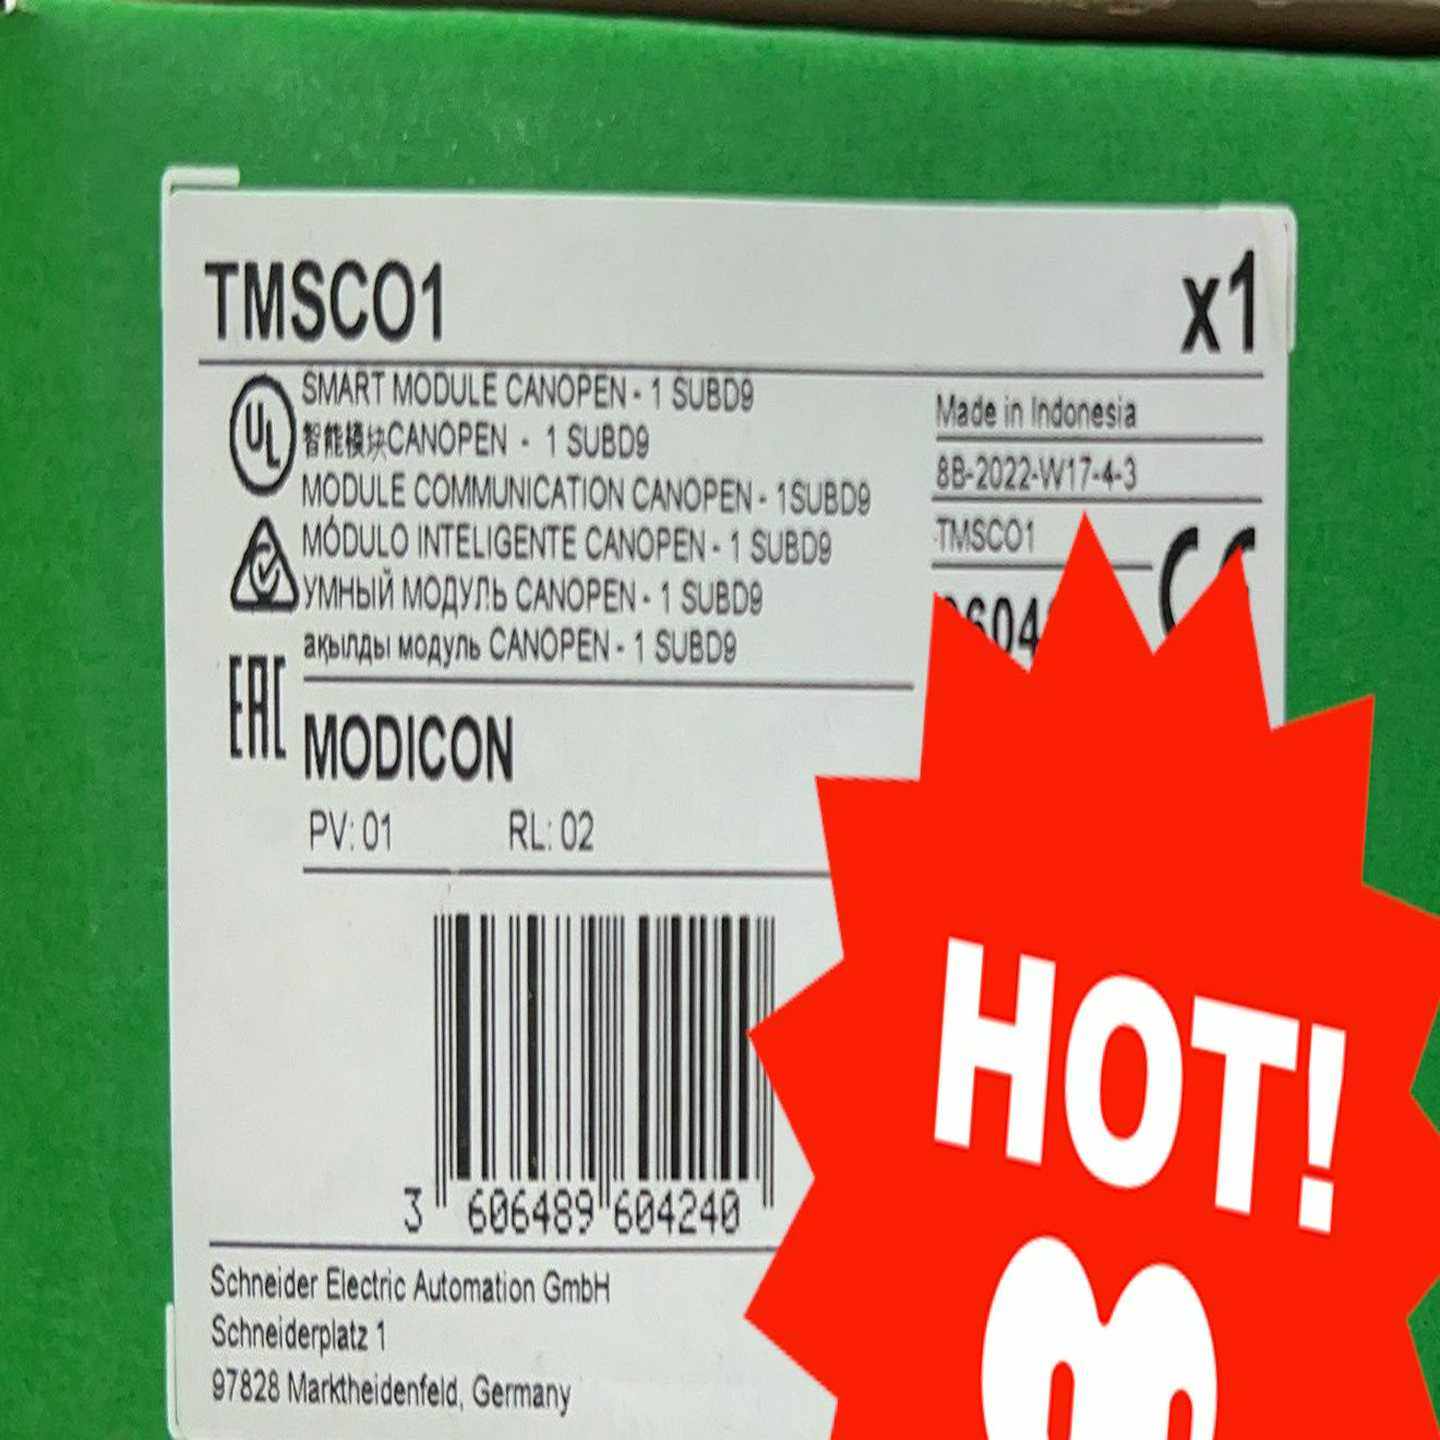 TMSCO1
x1
SMART MODULE CANOPEN - 1 SUBD9
智能模块CANOPEN - 1 SUBD9
MODULE COMMUNICATION CANOPEN - 1SUBD9
MÓDULO INTELIGENTE CANOPEN - 1 SUBD9
УМНЫЙ МОДУЛЬ CANOPEN - 1 SUBD9
ақылды модуль CANOPEN - 1 SUBD9
UL
EAC
Made in Indonesia
8B-2022-W17-4-3
TMSCO1
CE
MODICON
PV: 01 RL: 02
3 606489 604240
Schneider Electric Automation GmbH
Schneiderplatz 1
97828 Marktheidenfeld, Germany
HOT!